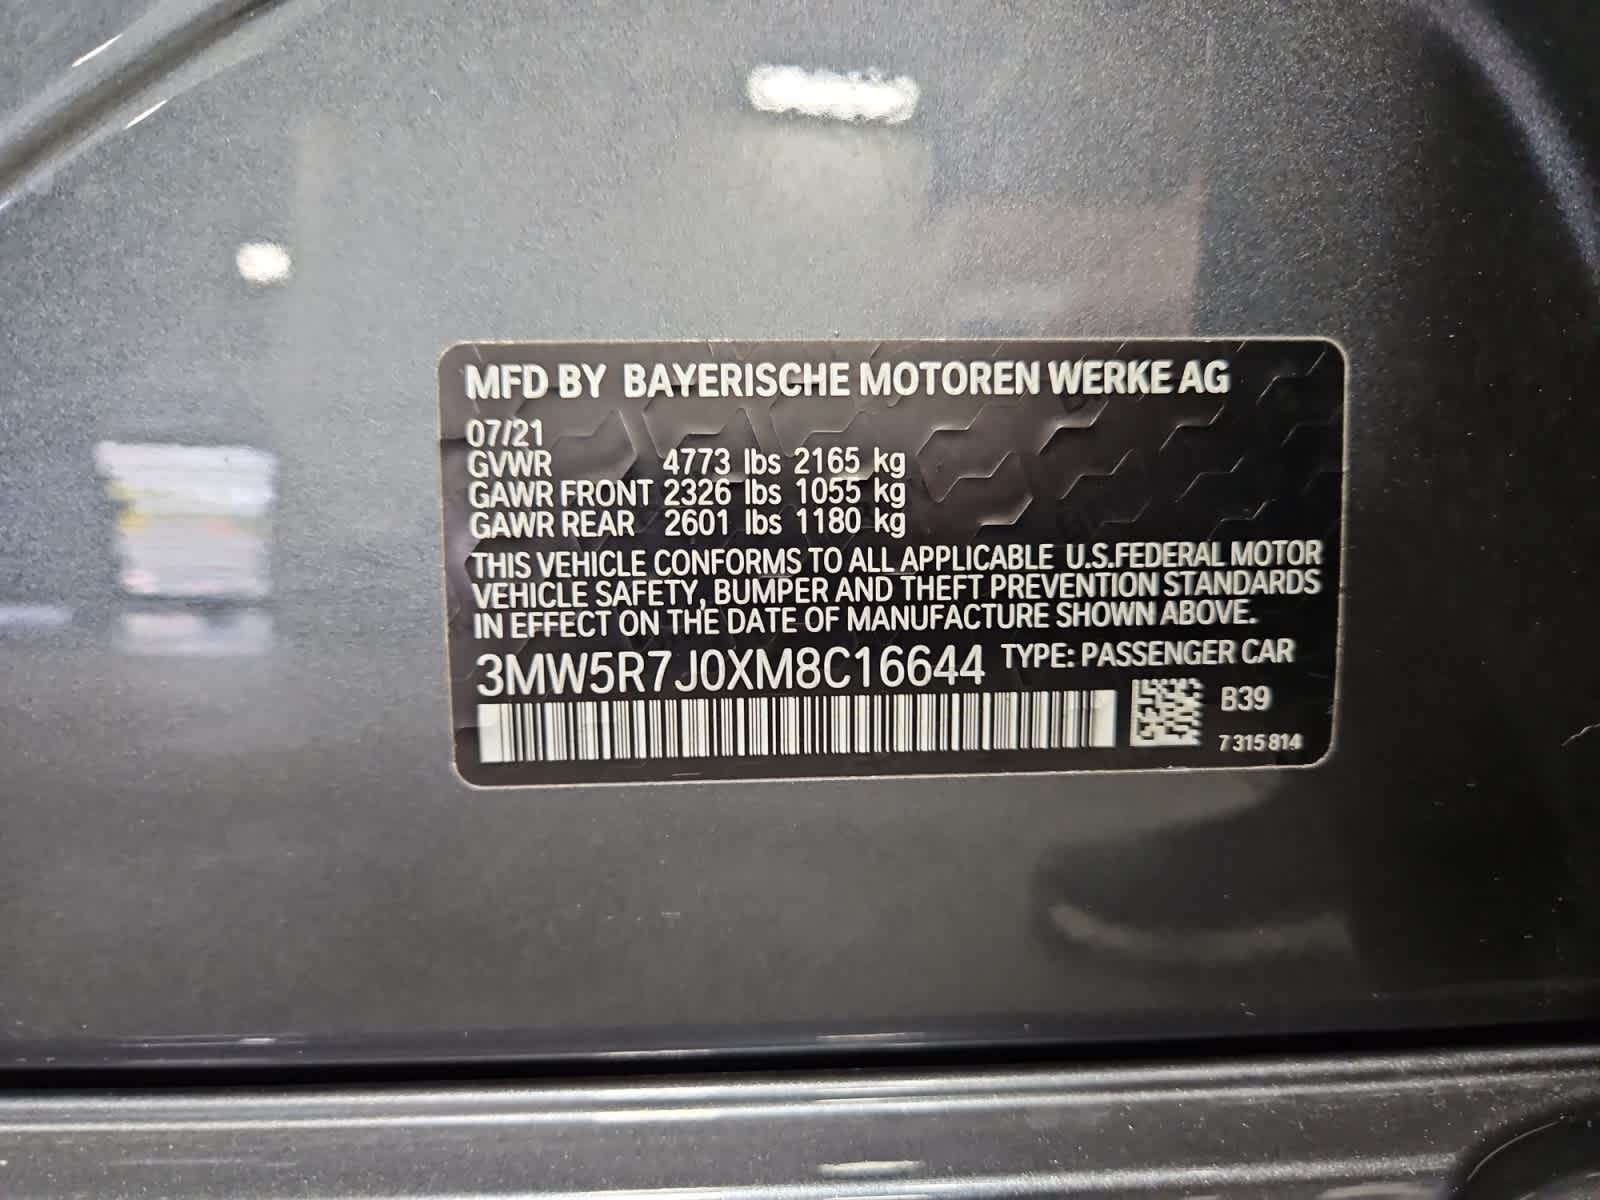 MFD BY BAYERISCHE MOTOREN WERKE AG
07/21
GVWR 4773 lbs 2165 kg
GAWR FRONT 2326 lbs 1055 kg
GAWR REAR 2601 lbs 1180 kg
THIS VEHICLE CONFORMS TO ALL APPLICABLE U.S.FEDERAL MOTOR
VEHICLE SAFETY, BUMPER AND THEFT PREVENTION STANDARDS
IN EFFECT ON THE DATE OF MANUFACTURE SHOWN ABOVE.
3MW5R7J0XM8C16644 TYPE: PASSENGER CAR
B39
7 315 814